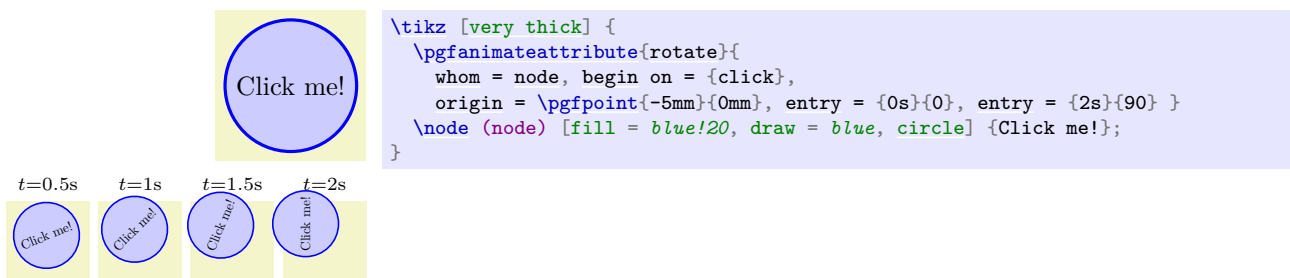 Click me!
\tikz [very thick] {
\pgfanimateattribute{rotate}{
whom = node, begin on = {click},
origin = \pgfpoint{-5mm}{0mm}, entry = {0s}{0}, entry = {2s}{90} }
\node (node) [fill = blue!20, draw = blue, circle] {Click me!};
}
t=0.5s t=1s t=1.5s t=2s
Click me! Click me! Click me! Click me!